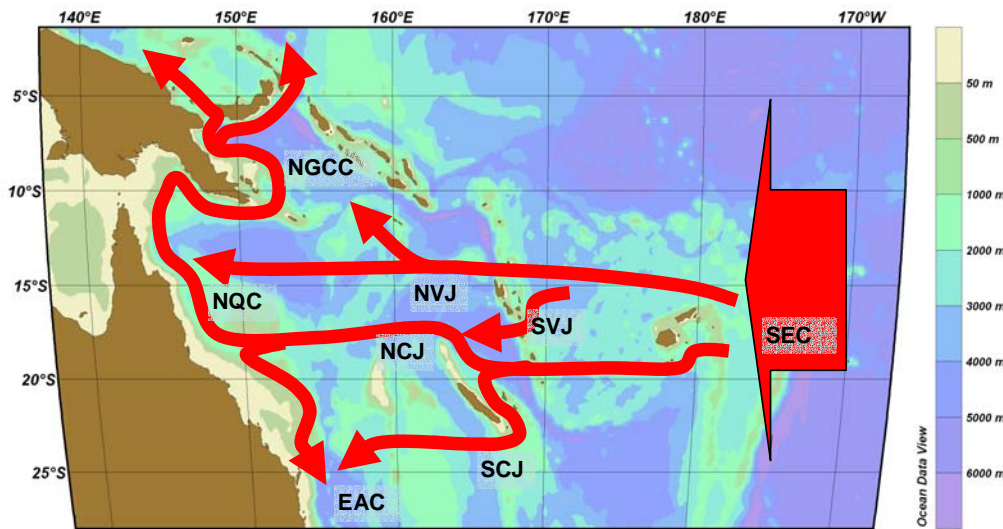 140°E 150°E 160°E 170°E 180°E 170°W
5°S
10°S
15°S
20°S
25°S
NGCC
NQC
NVJ
SVJ
SEC
NCJ
SCJ
EAC
50 m
500 m
1000 m
2000 m
3000 m
4000 m
5000 m
6000 m
Ocean Data View